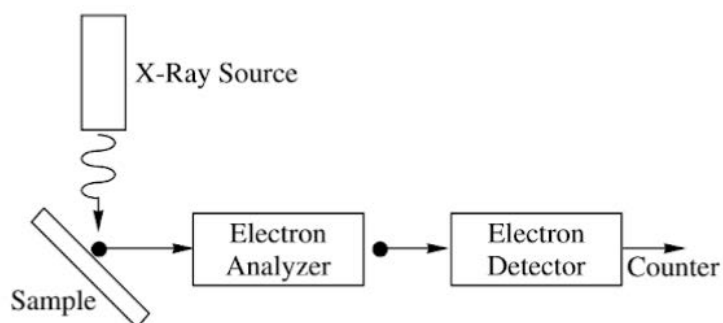 X-Ray Source
Electron
Analyzer
Electron
Detector
Counter
Sample